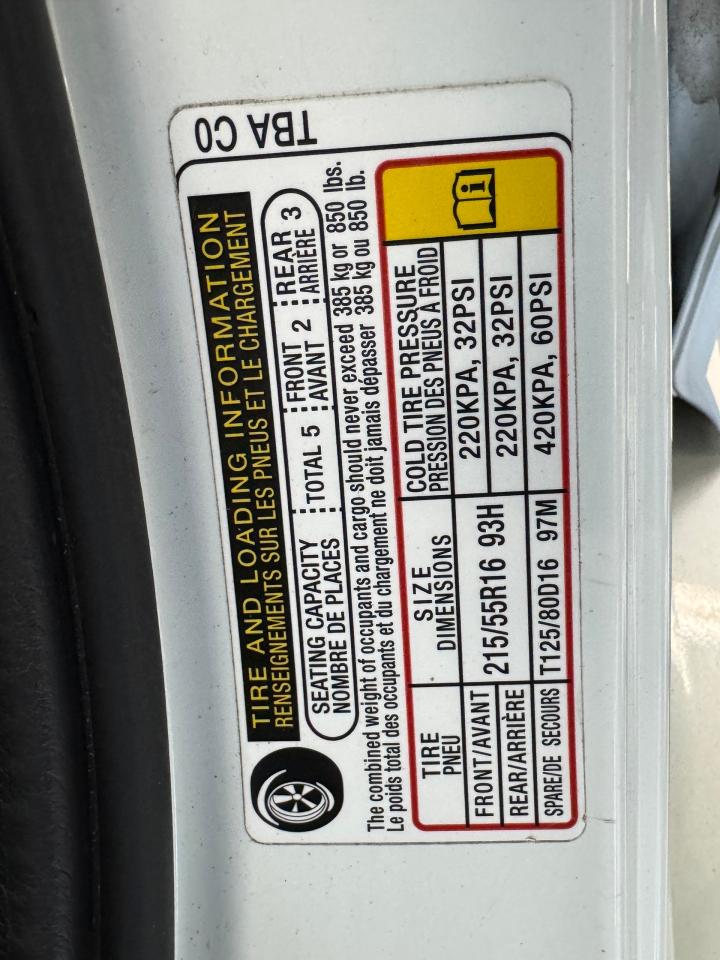 TBA C0
TIRE AND LOADING INFORMATION
RENSEIGNEMENTS SUR LES PNEUS ET LE CHARGEMENT
SEATING CAPACITY TOTAL 5 FRONT 2 REAR 3
NOMBRE DE PLACES AVANT ARRIÈRE
The combined weight of occupants and cargo should never exceed 385 kg or 850 lbs.
Le poids total des occupants et du chargement ne doit jamais dépasser 385 kg ou 850 lb.
TIRE SIZE COLD TIRE PRESSURE
PNEU DIMENSIONS PRESSION DES PNEUS À FROID
FRONT/AVANT 215/55R16 93H 220KPA, 32PSI
REAR/ARRIÈRE 220KPA, 32PSI
SPARE/DE SECOURS T125/80D16 97M 420KPA, 60PSI